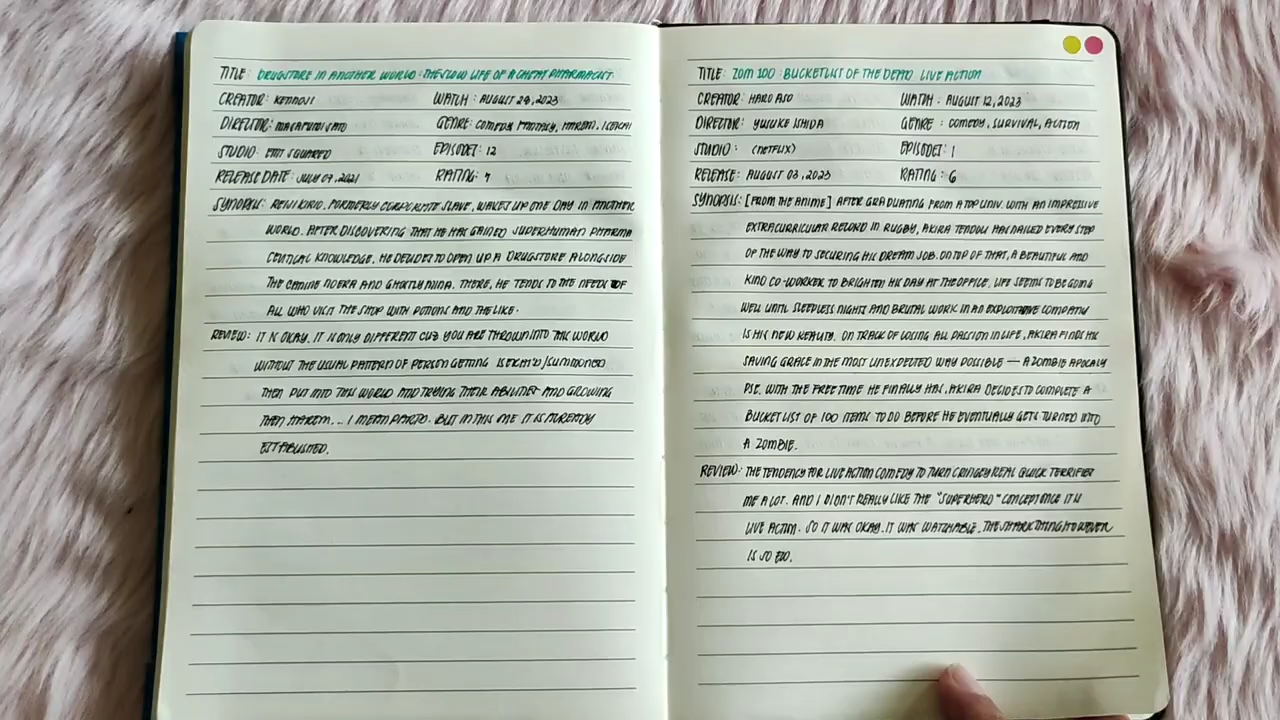 TITLE: DRUGSTORE IN ANOTHER WORLD: THE SLOW LIFE OF A CHEAT PHARMACIST
CREATOR: KENNOJI WATCH: AUGUST 29, 2023
DIRECTOR: MASAFUMI SATO GENRE: COMEDY, FANTASY, HAREM, ISEKAI
STUDIO: EMT SQUARED EPISODE: 12
RELEASE DATE: JULY 07, 2021 RATING: 7
SYNOPSIS: REIJI KIRIO, FORMERLY CORPORATE SLAVE, WAKES UP ONE DAY IN ANOTHER
WORLD. AFTER DISCOVERING THAT HE HAS GAINED SUPERHUMAN PHARMA
CEUTICAL KNOWLEDGE, HE DECIDES TO OPEN UP A DRUGSTORE ALONGSIDE
THE CANINE NOELA AND GHOSTLY MINA. THERE, HE TENDS TO THE NEEDS OF
ALL WHO VISIT THE SHOP WITH POTIONS AND THE LIKE.
REVIEW: IT IS OKAY. IT IS ONLY DIFFERENT CUZ YOU ARE THROWN INTO THIS WORLD
WITHOUT THE USUAL PATTERN OF PERSON GETTING ISEKAI'D/SUMMONED
THEN PUT INTO THIS WORLD AND TRYING THEIR ABILITIES AND GROWING
THEIR HAREM... I MEAN PARTY. BUT IN THIS ONE IT IS ALREADY
ESTABLISHED.
TITLE: ZOM 100: BUCKETLIST OF THE DEAD LIVE ACTION
CREATOR: HARO ASO WATCH: AUGUST 12, 2023
DIRECTOR: YUSUKE ISHIDA GENRE: COMEDY, SURVIVAL, ACTION
STUDIO: (NETFLIX) EPISODE: 1
RELEASE: AUGUST 03, 2023 RATING: 6
SYNOPSIS: [FROM THE ANIME] AFTER GRADUATING FROM A TOP UNIV. WITH AN IMPRESSIVE
EXTRACURRICULAR RECORD IN RUGBY, AKIRA TENDOU HAS NAILED EVERY STEP
OF THE WAY TO SECURING HIS DREAM JOB. ON TOP OF THAT, A BEAUTIFUL AND
KIND CO-WORKER TO BRIGHTEN HIS DAY AT THE OFFICE, LIFE SEEMS TO BE GOING
WELL UNTIL SLEEPLESS NIGHT AND BRUTAL WORK IN AN EXPLOITATIVE COMPANY
IS HIS NEW REALITY. ON TRACK OF LOSING ALL PASSION IN LIFE, AKIRA FINDS HIS
SAVING GRACE IN THE MOST UNEXPECTED WAY POSSIBLE — A ZOMBIE APOCALY
PSE. WITH THE FREE TIME HE FINALLY HAS, AKIRA DECIDES TO COMPLETE A
BUCKET LIST OF 100 ITEMS TO DO BEFORE HE EVENTUALLY GETS TURNED INTO
A ZOMBIE.
REVIEW: THE TENDENCY FOR LIVE ACTION COMEDY TO TURN CRINGEY REAL QUICK TERRIFIES
ME A LOT. AND I DIDN'T REALLY LIKE THE "SUPERHERO" CONCEPT ONCE IT IS
LIVE ACTION. SO IT WAS OKAY. IT WAS WATCHABLE. THE SHARK THING HOWEVER
IS SO